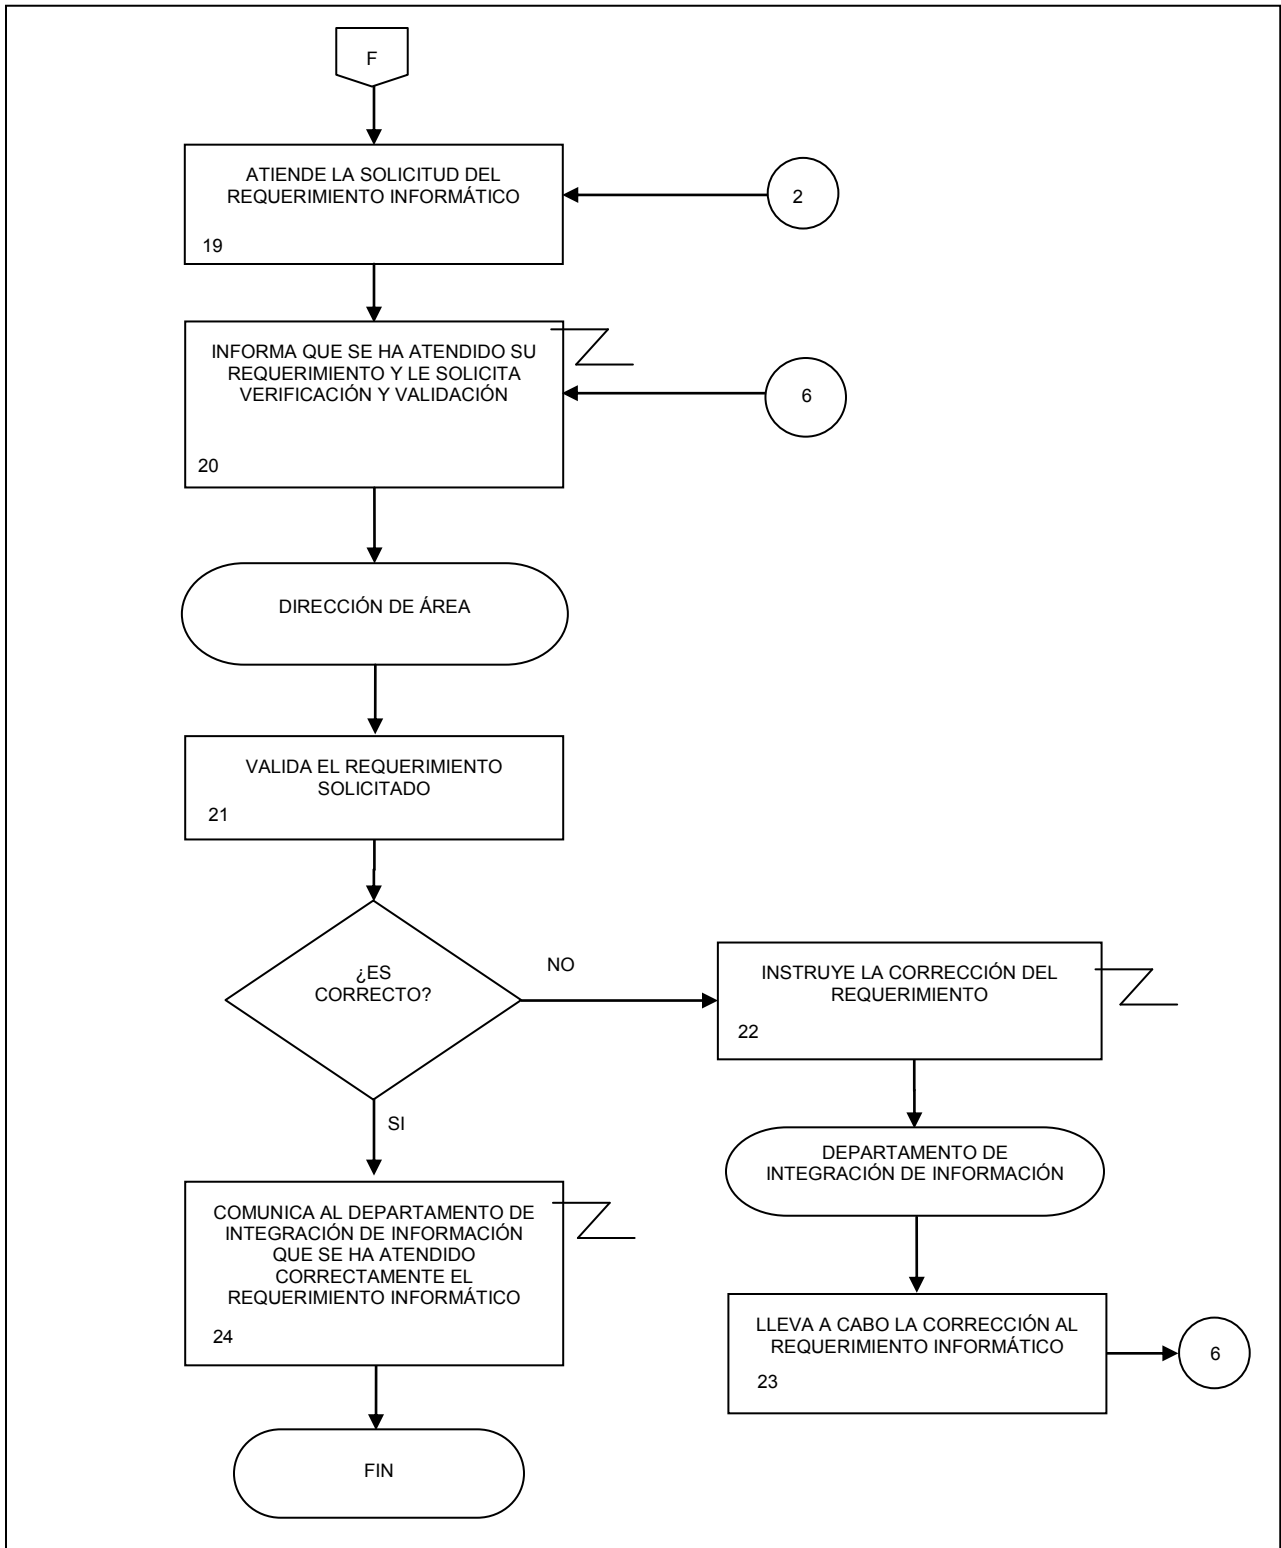 F
ATIENDE LA SOLICITUD DEL
REQUERIMIENTO INFORMÁTICO
19
2
INFORMA QUE SE HA ATENDIDO SU
REQUERIMIENTO Y LE SOLICITA
VERIFICACIÓN Y VALIDACIÓN
20
6
DIRECCIÓN DE ÁREA
VALIDA EL REQUERIMIENTO
SOLICITADO
21
¿ES
CORRECTO?
NO
INSTRUYE LA CORRECCIÓN DEL
REQUERIMIENTO
22
SI
DEPARTAMENTO DE
INTEGRACIÓN DE INFORMACIÓN
COMUNICA AL DEPARTAMENTO DE
INTEGRACIÓN DE INFORMACIÓN
QUE SE HA ATENDIDO
CORRECTAMENTE EL
REQUERIMIENTO INFORMÁTICO
24
LLEVA A CABO LA CORRECCIÓN AL
REQUERIMIENTO INFORMÁTICO
23
6
FIN